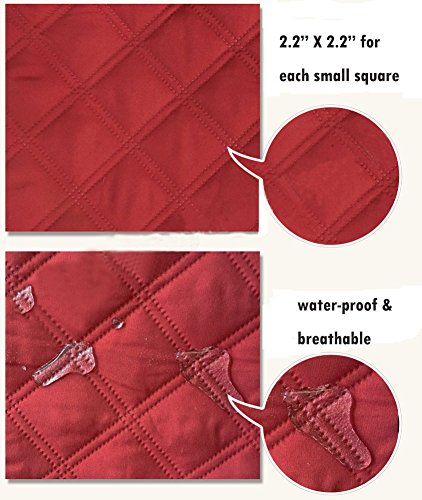 2.2” X 2.2” for
each small square
water-proof &
breathable